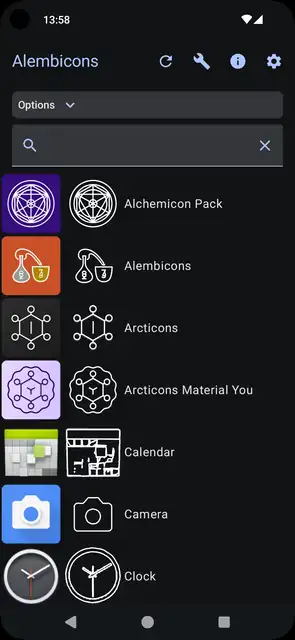 13:58
Alembicons
Options
Alchemicon Pack
Alembicons
Arcticons
Arcticons Material You
Calendar
Camera
Clock